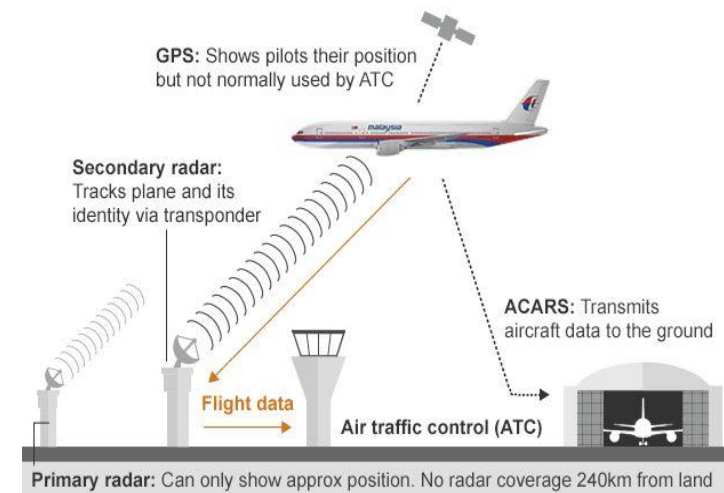 GPS: Shows pilots their position
but not normally used by ATC
malaysia
Secondary radar:
Tracks plane and its
identity via transponder
ACARS: Transmits
aircraft data to the ground
Flight data
Air traffic control (ATC)
Primary radar: Can only show approx position. No radar coverage 240km from land